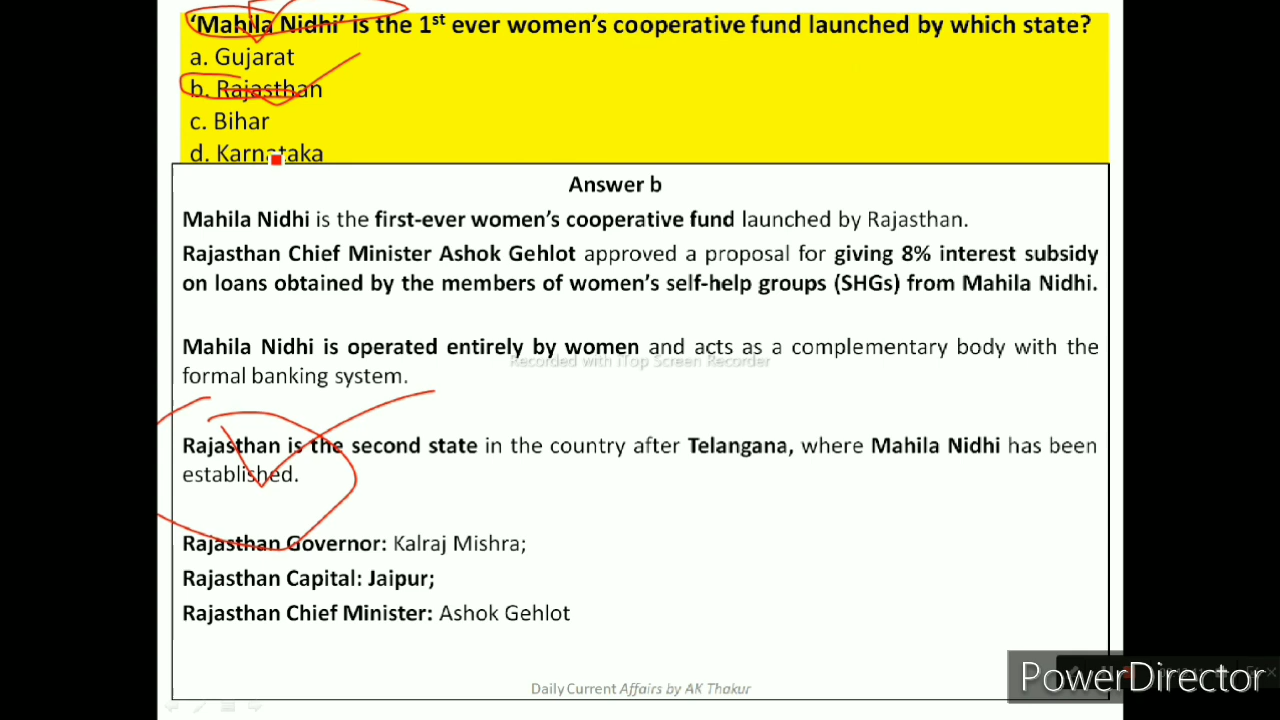 ‘Mahila Nidhi’ is the 1st ever women’s cooperative fund launched by which state?
a. Gujarat
b. Rajasthan
c. Bihar
d. Karnataka
Answer b
Mahila Nidhi is the first-ever women’s cooperative fund launched by Rajasthan.
Rajasthan Chief Minister Ashok Gehlot approved a proposal for giving 8% interest subsidy
on loans obtained by the members of women’s self-help groups (SHGs) from Mahila Nidhi.
Mahila Nidhi is operated entirely by women and acts as a complementary body with the
Recorded with iTop Screen Recorder
formal banking system.
Rajasthan is the second state in the country after Telangana, where Mahila Nidhi has been
established.
Rajasthan Governor: Kalraj Mishra;
Rajasthan Capital: Jaipur;
Rajasthan Chief Minister: Ashok Gehlot
PowerDirector
Daily Current Affairs by AK Thakur